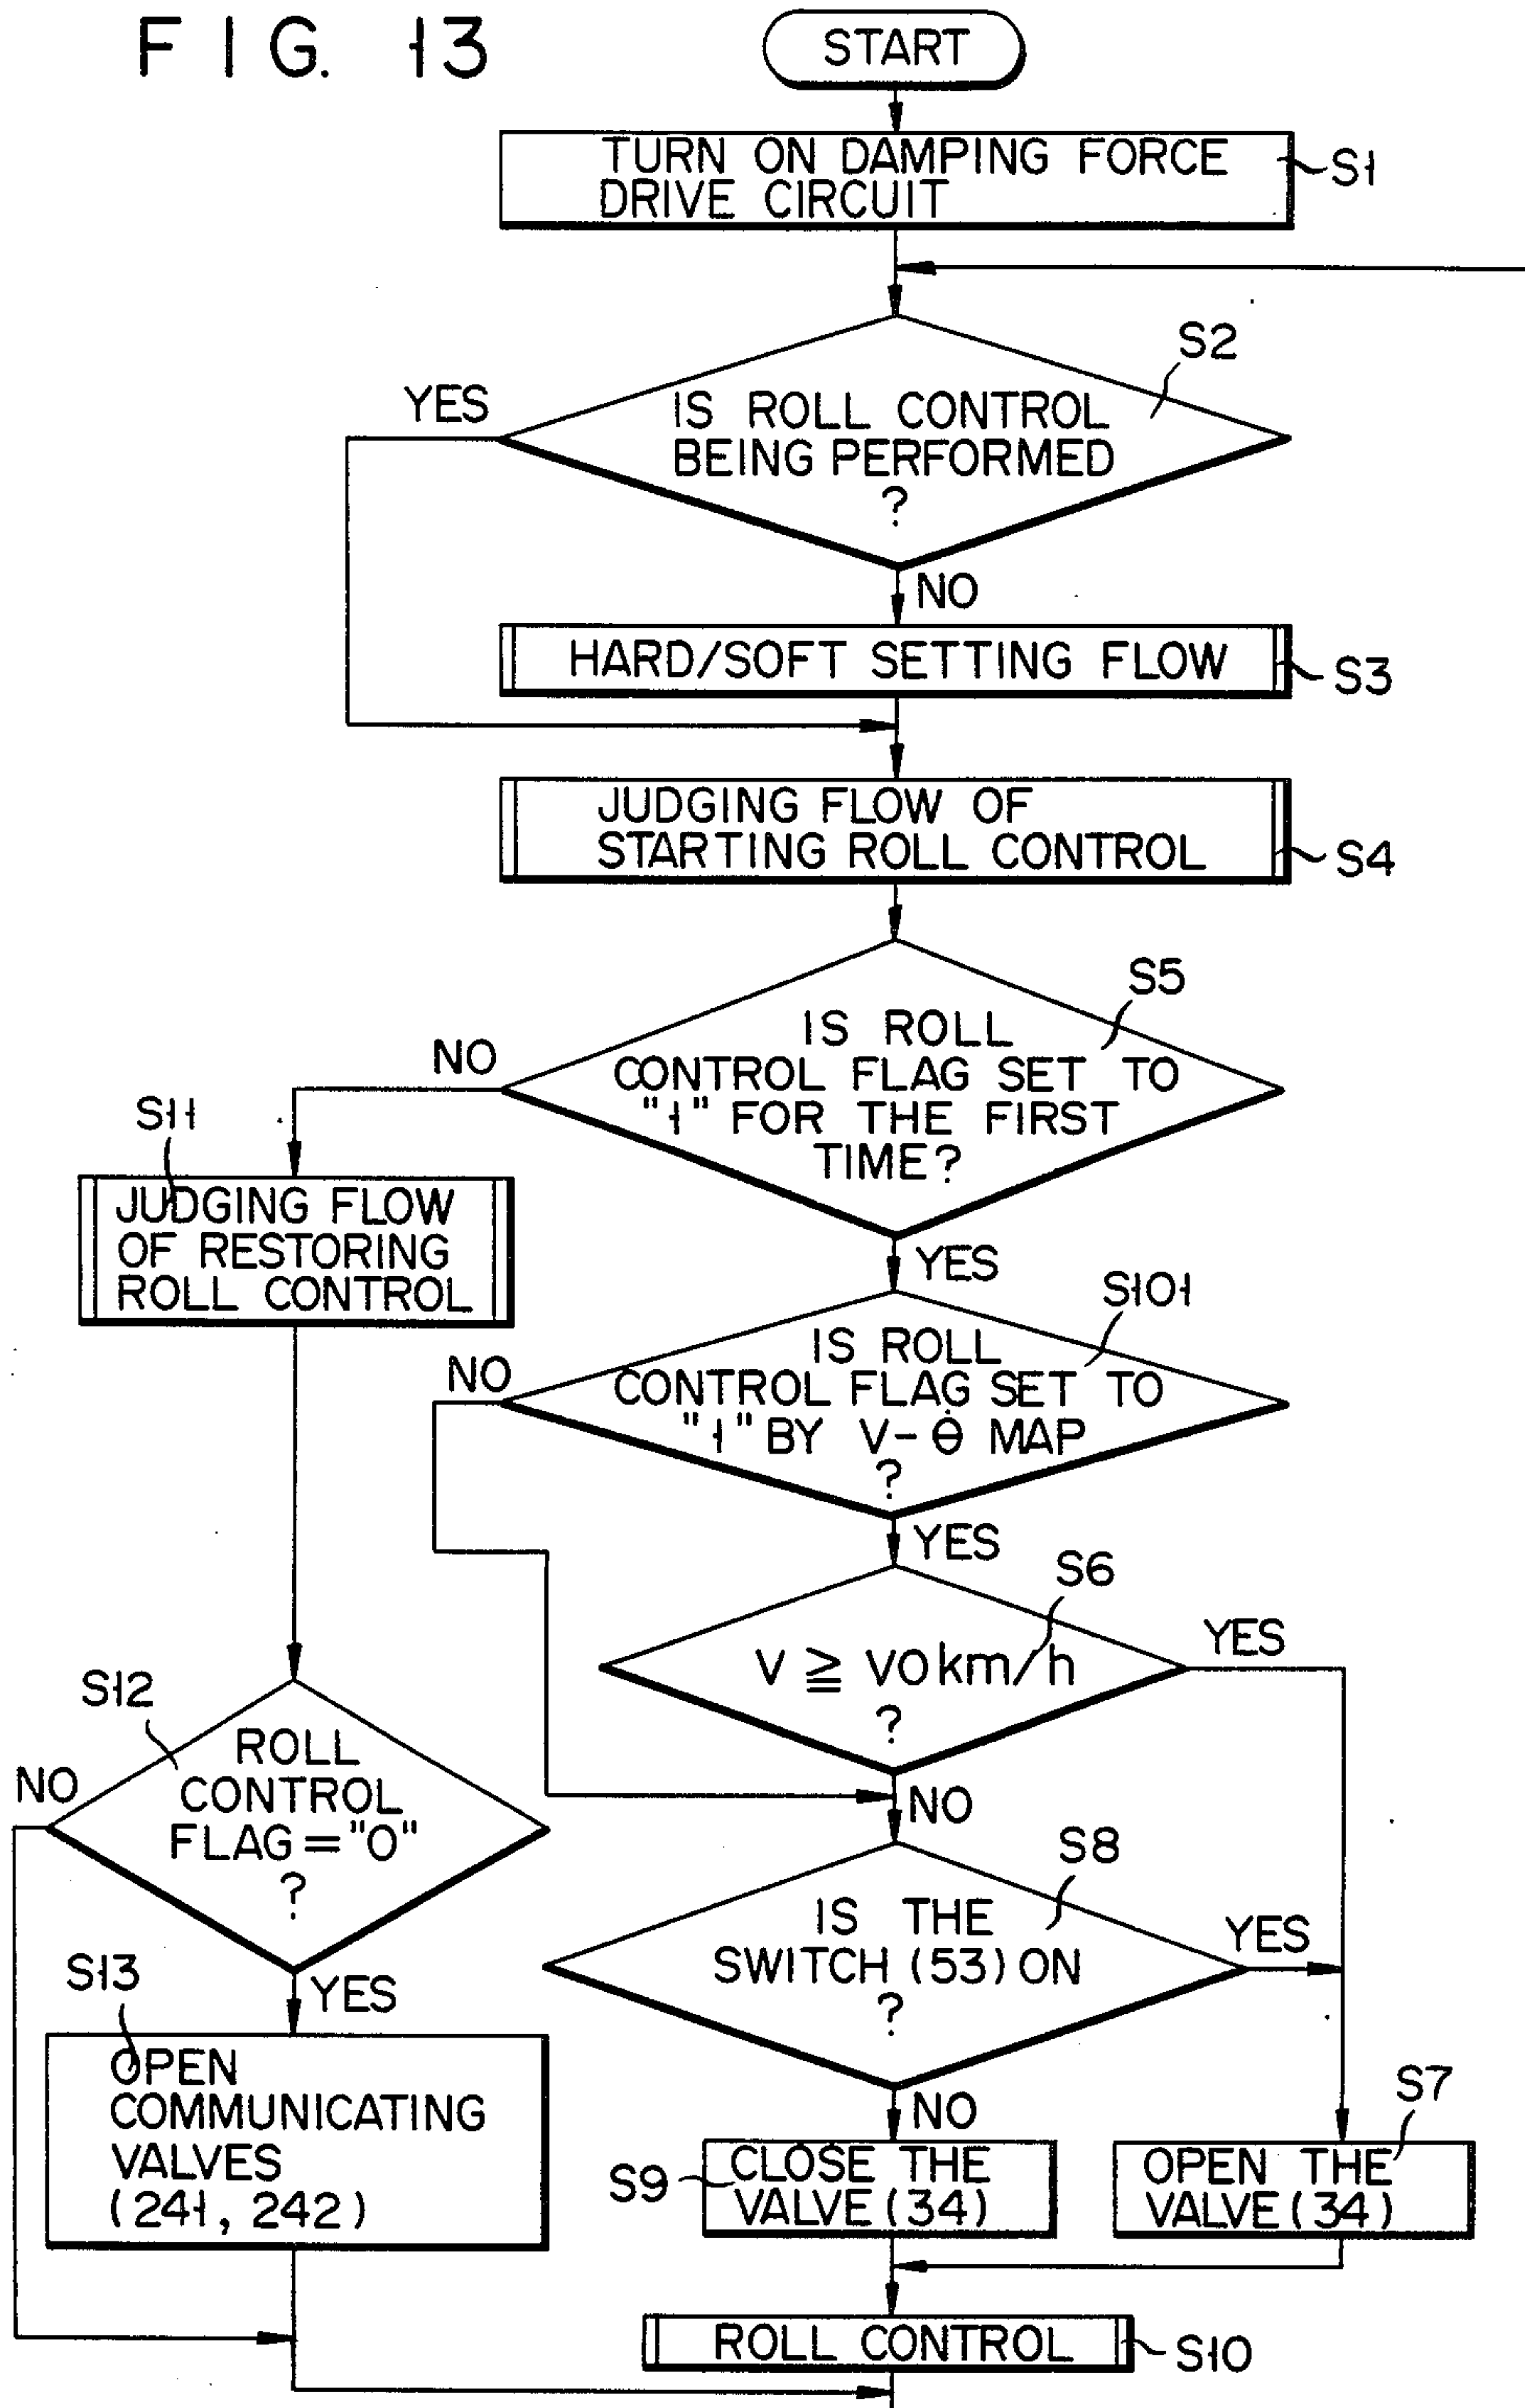 FIG. 13
START
TURN ON DAMPING FORCE
DRIVE CIRCUIT
S1
S2
YES
IS ROLL CONTROL
BEING PERFORMED
?
NO
HARD/SOFT SETTING FLOW
S3
JUDGING FLOW OF
STARTING ROLL CONTROL
S4
S5
NO
IS ROLL
CONTROL FLAG SET TO
"1" FOR THE FIRST
TIME?
S11
JUDGING FLOW
OF RESTORING
ROLL CONTROL
YES
S101
NO
IS ROLL
CONTROL FLAG SET TO
"1" BY V-θ̇ MAP
?
YES
S6
V ≧ V0km/h
?
YES
S12
ROLL
CONTROL
FLAG="0"
?
NO
NO
S8
IS THE
SWITCH (53) ON
?
YES
S13
YES
OPEN
COMMUNICATING
VALVES
(241, 242)
NO
S7
S9
CLOSE THE
VALVE (34)
OPEN THE
VALVE (34)
ROLL CONTROL
S10